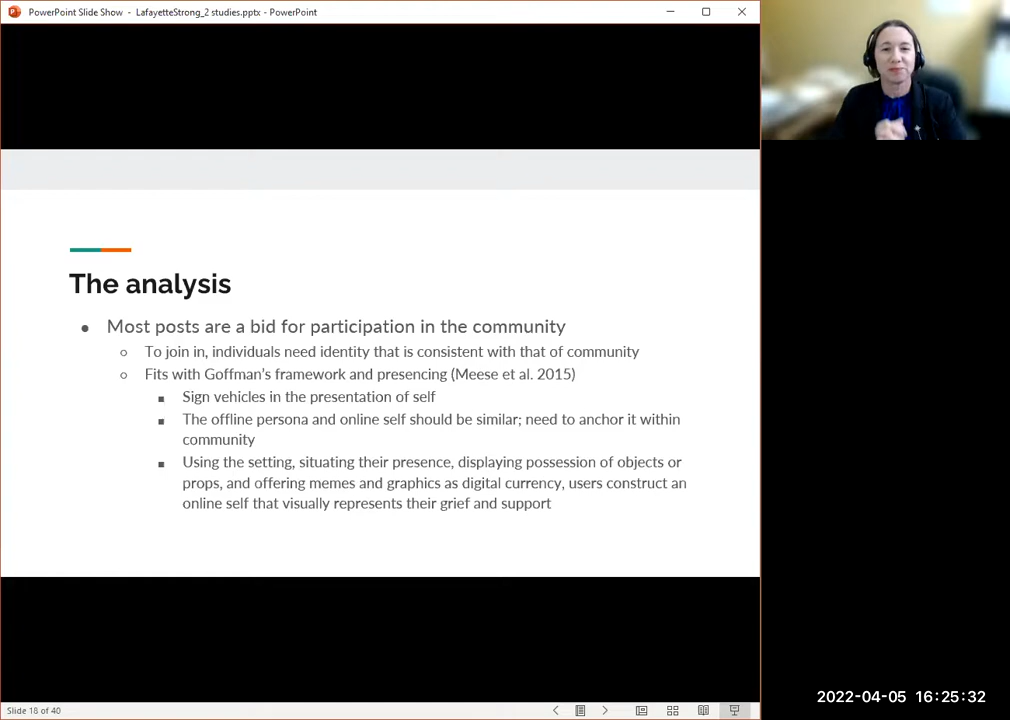 PowerPoint Slide Show - LafayetteStrong_2 studies.pptx - PowerPoint
The analysis
● Most posts are a bid for participation in the community
○ To join in, individuals need identity that is consistent with that of community
○ Fits with Goffman's framework and presencing (Meese et al. 2015)
■ Sign vehicles in the presentation of self
■ The offline persona and online self should be similar; need to anchor it within
community
■ Using the setting, situating their presence, displaying possession of objects or
props, and offering memes and graphics as digital currency, users construct an
online self that visually represents their grief and support
Slide 18 of 40
2022-04-05 16:25:32